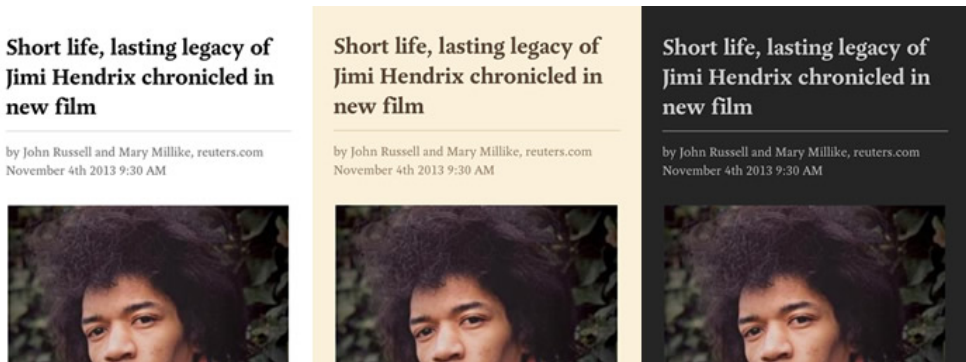 Short life, lasting legacy of
Jimi Hendrix chronicled in
new film
by John Russell and Mary Millike, reuters.com
November 4th 2013 9:30 AM
Short life, lasting legacy of
Jimi Hendrix chronicled in
new film
by John Russell and Mary Millike, reuters.com
November 4th 2013 9:30 AM
Short life, lasting legacy of
Jimi Hendrix chronicled in
new film
by John Russell and Mary Millike, reuters.com
November 4th 2013 9:30 AM